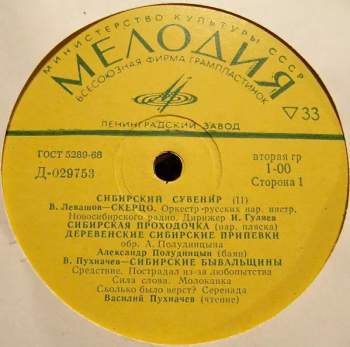 МИНИСТЕРСТВО КУЛЬТУРЫ СССР
МЕЛОДИЯ
ВСЕСОЮЗНАЯ ФИРМА ГРАМПЛАСТИНОК
33
ЛЕНИНГРАДСКИЙ ЗАВОД
ГОСТ 5289-68
вторая гр
Д-029753
1-00
Сторона 1
СИБИРСКИЙ СУВЕНИР (II)
В. Левашов—СКЕРЦО. Оркестр русских нар. инстр.
Новосибирского радио. Дирижер И. Гуляев
СИБИРСКАЯ ПРОХОДОЧКА (нар. пляска)
ДЕРЕВЕНСКИЕ СИБИРСКИЕ ПРИПЕВКИ
обр. А. Полудницына
Александр Полудницын (баян)
В. Пухначев—СИБИРСКИЕ БЫВАЛЬЩИНЫ
Средствие. Пострадал из-за любопытства
Сила слова. Молокавка
Сколько было верст? Серенада
Василий Пухначев (чтение)